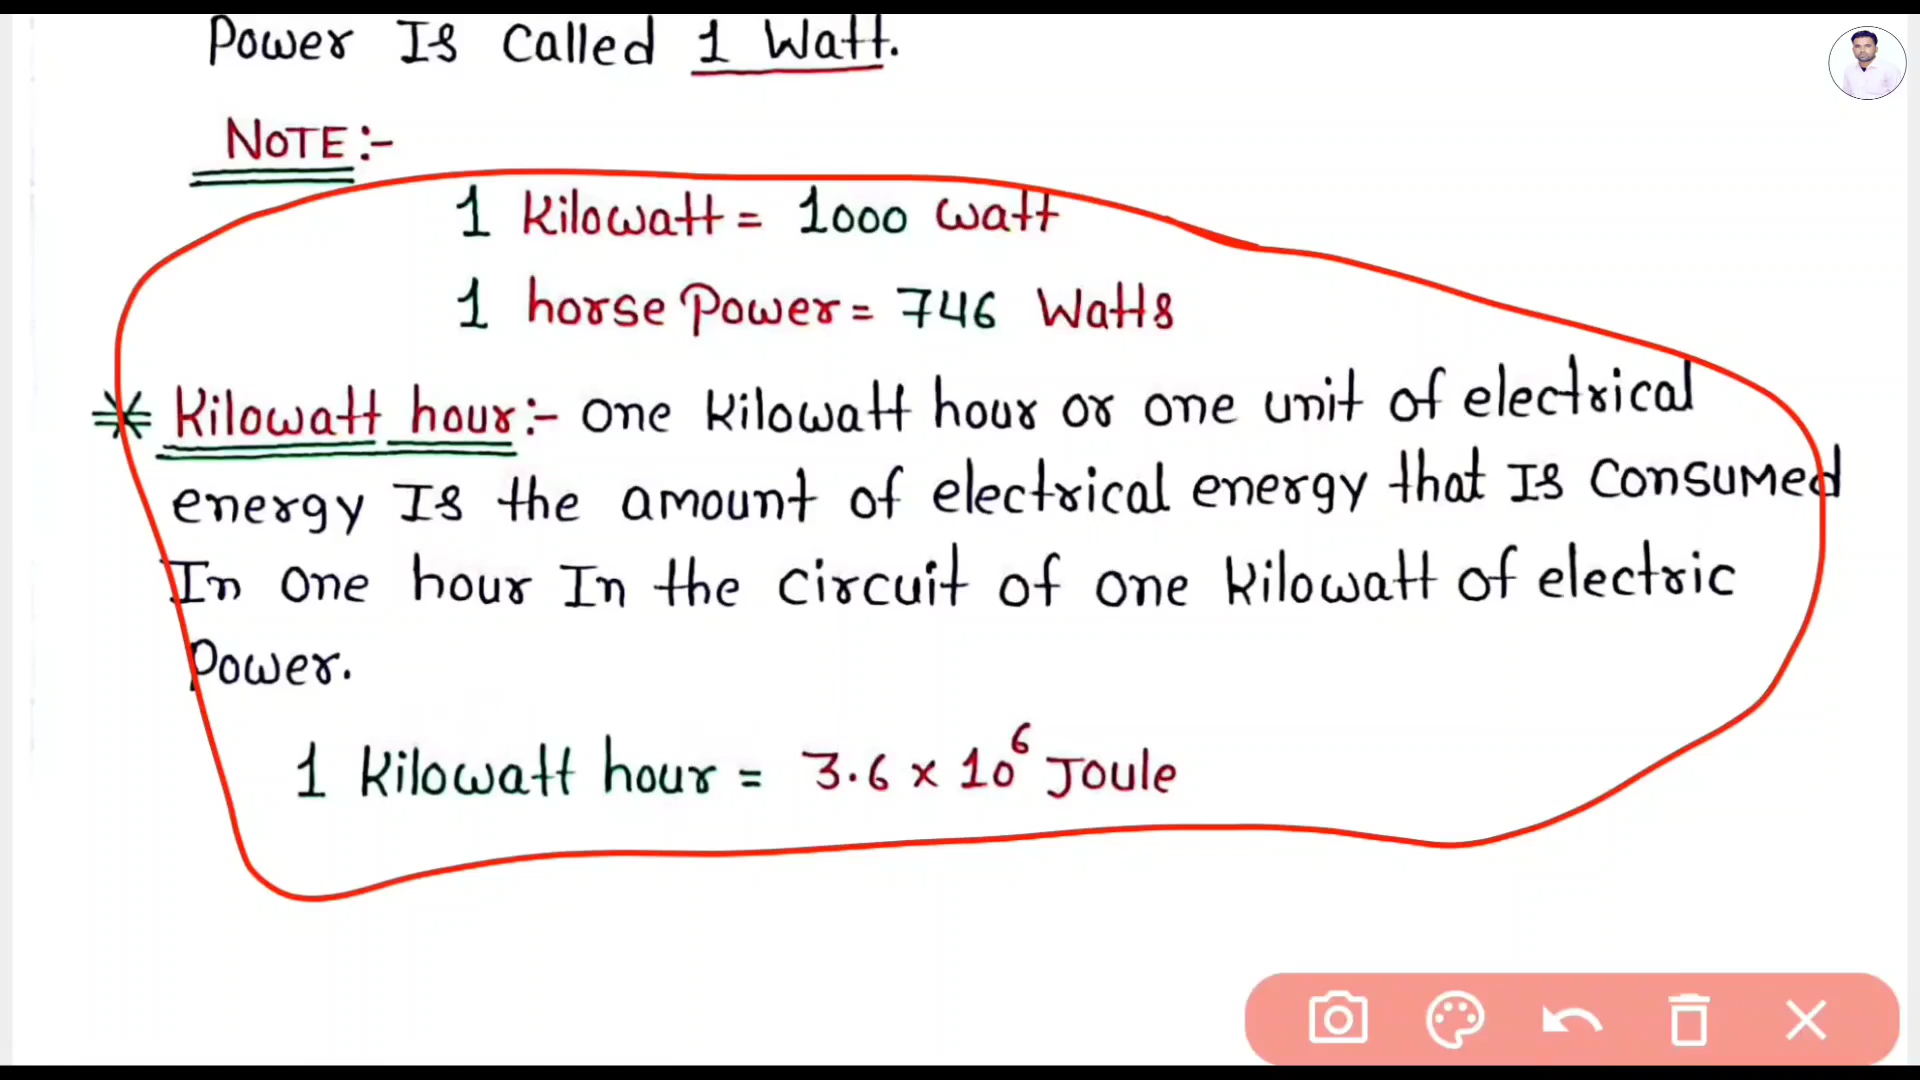 Power Is Called 1 Watt.
NOTE:-
1 Kilowatt = 1000 watt
1 horse Power = 746 Watts
Kilowatt hour:- one kilowatt hour or one unit of electrical
energy Is the amount of electrical energy that Is Consumed
In one hour In the Circuit of one kilowatt of electric
Power.
1 Kilowatt hour = 3.6 x 10⁶ Joule